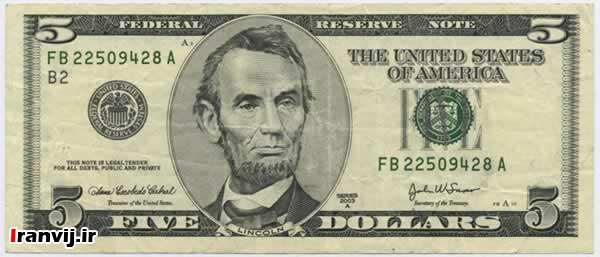 5 FEDERAL RESERVE NOTE 5
FB 22509428 A
B2
THE UNITED STATES
OF AMERICA
THIS NOTE IS LEGAL TENDER
FOR ALL DEBTS, PUBLIC AND PRIVATE
FB 22509428 A
Treasurer of the United States.
SERIES
2003
A
John W Snow
Secretary of the Treasury.
LINCOLN
5 FIVE DOLLARS 5
Iranvij.ir